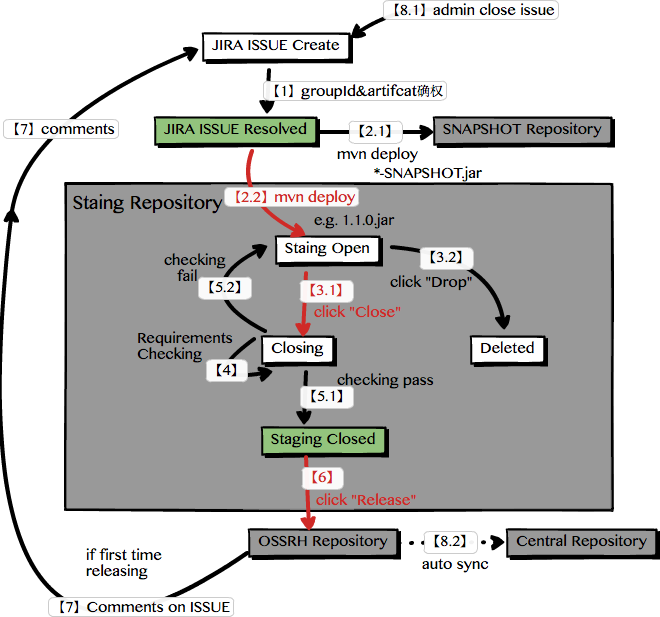 【8.1】admin close issue
JIRA ISSUE Create
【1】groupId&artifcat确权
【7】comments
JIRA ISSUE Resolved
【2.1】
SNAPSHOT Repository
mvn deploy
*-SNAPSHOT.jar
Staing Repository
【2.2】mvn deploy
e.g. 1.1.0.jar
Staing Open
checking
fail
【3.2】
click "Drop"
【5.2】
【3.1】
click "Close"
Requirements
Checking
Closing
Deleted
【4】
checking pass
【5.1】
Staging Closed
【6】
click "Release"
OSSRH Repository
【8.2】
auto sync
Central Repository
if first time
releasing
【7】Comments on ISSUE